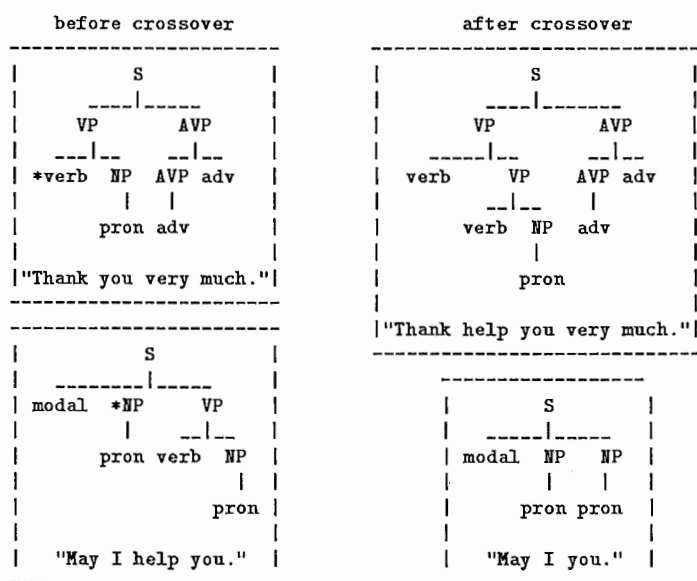 before crossover
S
VP AVP
*verb NP AVP adv
pron adv
"Thank you very much."
S
modal *NP VP
pron verb NP
pron
"May I help you."
after crossover
S
VP AVP
verb VP AVP adv
verb NP adv
pron
"Thank help you very much."
S
modal NP NP
pron pron
"May I you."